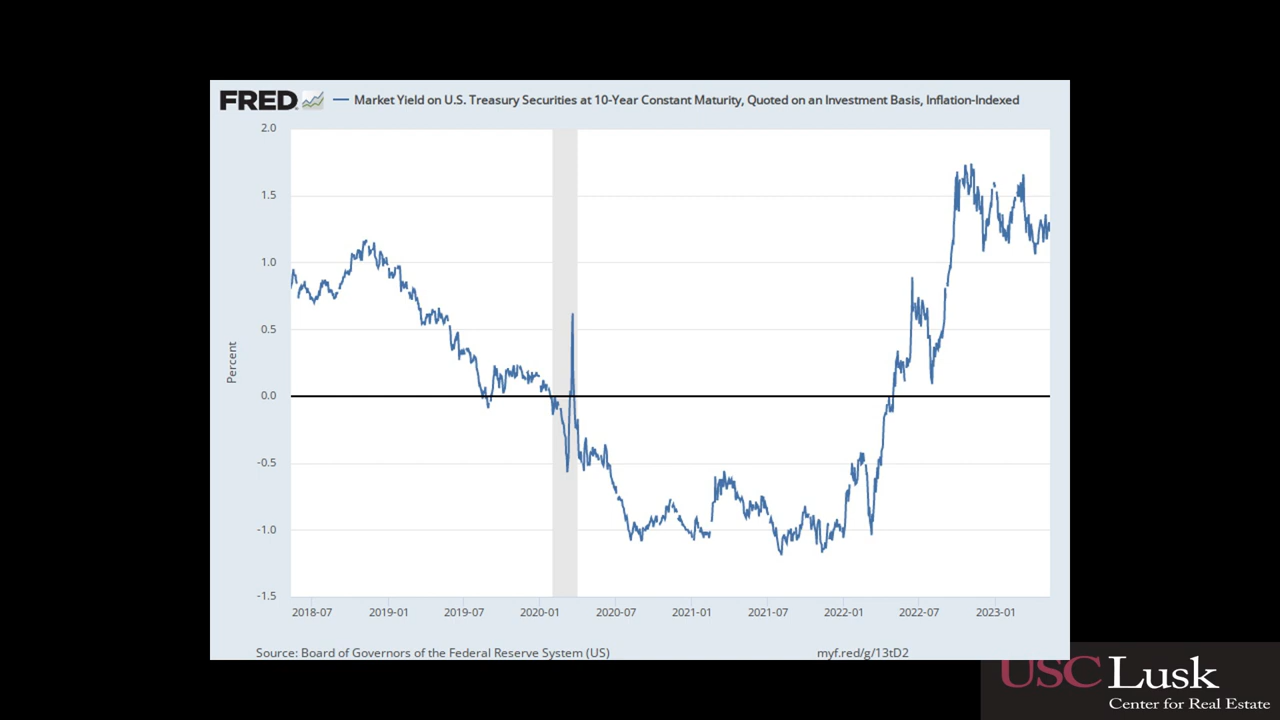 FRED
Market Yield on U.S. Treasury Securities at 10-Year Constant Maturity, Quoted on an Investment Basis, Inflation-Indexed
2.0
1.5
1.0
0.5
0.0
-0.5
-1.0
-1.5
Percent
2018-07 2019-01 2019-07 2020-01 2020-07 2021-01 2021-07 2022-01 2022-07 2023-01
Source: Board of Governors of the Federal Reserve System (US)
myf.red/g/13tD2
USC Lusk
Center for Real Estate